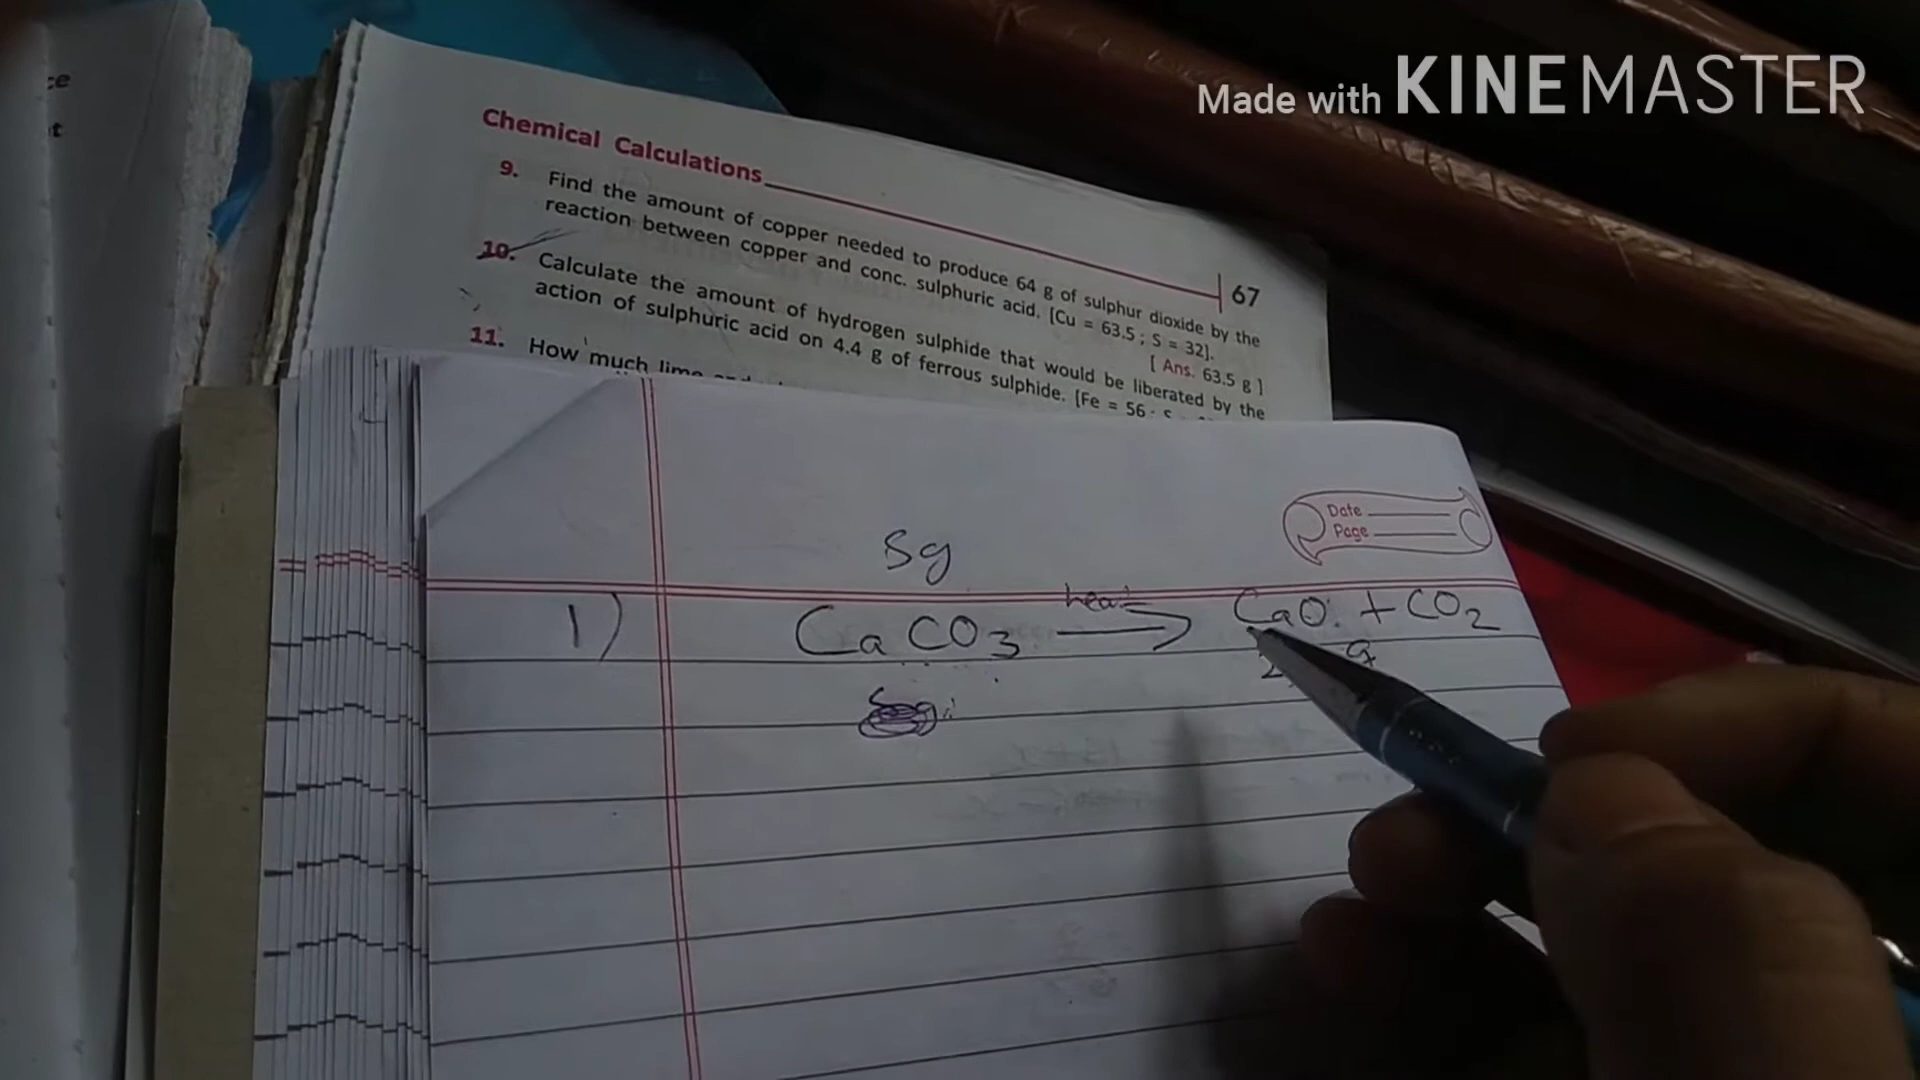 Made with KINEMASTER
Chemical Calculations
67
9. Find the amount of copper needed to produce 64 g of sulphur dioxide by the
reaction between copper and conc. sulphuric acid. [Cu = 63.5 ; S = 32].
[ Ans. 63.5 g ]
10. Calculate the amount of hydrogen sulphide that would be liberated by the
action of sulphuric acid on 4.4 g of ferrous sulphide. [Fe = 56
11. How much lime
Date
Page
5g
1) CaCO3 heat → CaO + CO2
g